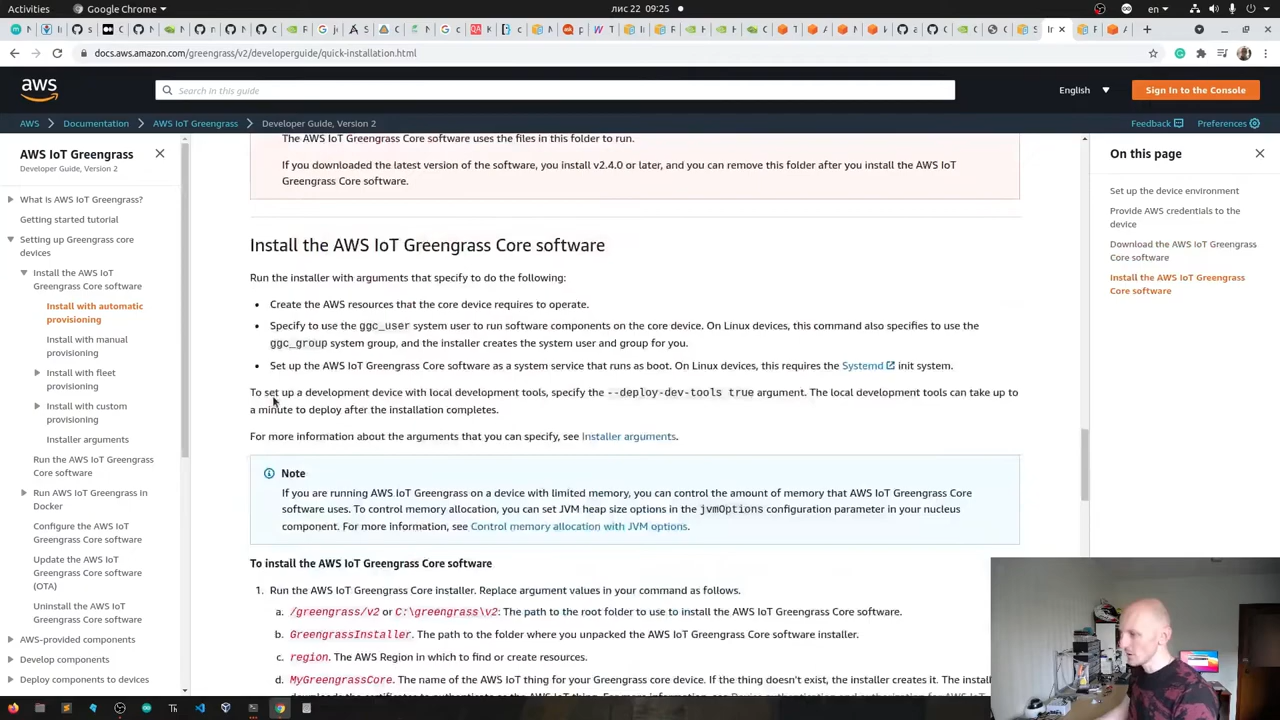 Activities
Google Chrome
лис 22 09:25
en
docs.aws.amazon.com/greengrass/v2/developerguide/quick-installation.html
aws
Search in this guide
English
Sign In to the Console
AWS
Documentation
AWS IoT Greengrass
Developer Guide, Version 2
Feedback
Preferences
AWS IoT Greengrass
Developer Guide, Version 2
What is AWS IoT Greengrass?
Getting started tutorial
Setting up Greengrass core
devices
Install the AWS IoT
Greengrass Core software
Install with automatic
provisioning
Install with manual
provisioning
Install with fleet
provisioning
Install with custom
provisioning
Installer arguments
Run the AWS IoT Greengrass
Core software
Run AWS IoT Greengrass in
Docker
Configure the AWS IoT
Greengrass Core software
Update the AWS IoT
Greengrass Core software
(OTA)
Uninstall the AWS IoT
Greengrass Core software
AWS-provided components
Develop components
Deploy components to devices
The AWS IoT Greengrass Core software uses the files in this folder to run.
If you downloaded the latest version of the software, you install v2.4.0 or later, and you can remove this folder after you install the AWS IoT
Greengrass Core software.
Install the AWS IoT Greengrass Core software
Run the installer with arguments that specify to do the following:
• Create the AWS resources that the core device requires to operate.
• Specify to use the ggc_user system user to run software components on the core device. On Linux devices, this command also specifies to use the
ggc_group system group, and the installer creates the system user and group for you.
• Set up the AWS IoT Greengrass Core software as a system service that runs as boot. On Linux devices, this requires the Systemd init system.
To set up a development device with local development tools, specify the --deploy-dev-tools true argument. The local development tools can take up to
a minute to deploy after the installation completes.
For more information about the arguments that you can specify, see Installer arguments.
Note
If you are running AWS IoT Greengrass on a device with limited memory, you can control the amount of memory that AWS IoT Greengrass Core
software uses. To control memory allocation, you can set JVM heap size options in the jvmOptions configuration parameter in your nucleus
component. For more information, see Control memory allocation with JVM options.
To install the AWS IoT Greengrass Core software
1. Run the AWS IoT Greengrass Core installer. Replace argument values in your command as follows.
a. /greengrass/v2 or C:\greengrass\v2: The path to the root folder to use to install the AWS IoT Greengrass Core software.
b. GreengrassInstaller. The path to the folder where you unpacked the AWS IoT Greengrass Core software installer.
c. region. The AWS Region in which to find or create resources.
d. MyGreengrassCore. The name of the AWS IoT thing for your Greengrass core device. If the thing doesn't exist, the installer creates it. The
On this page
Set up the device environment
Provide AWS credentials to the
device
Download the AWS IoT Greengrass
Core software
Install the AWS IoT Greengrass
Core software